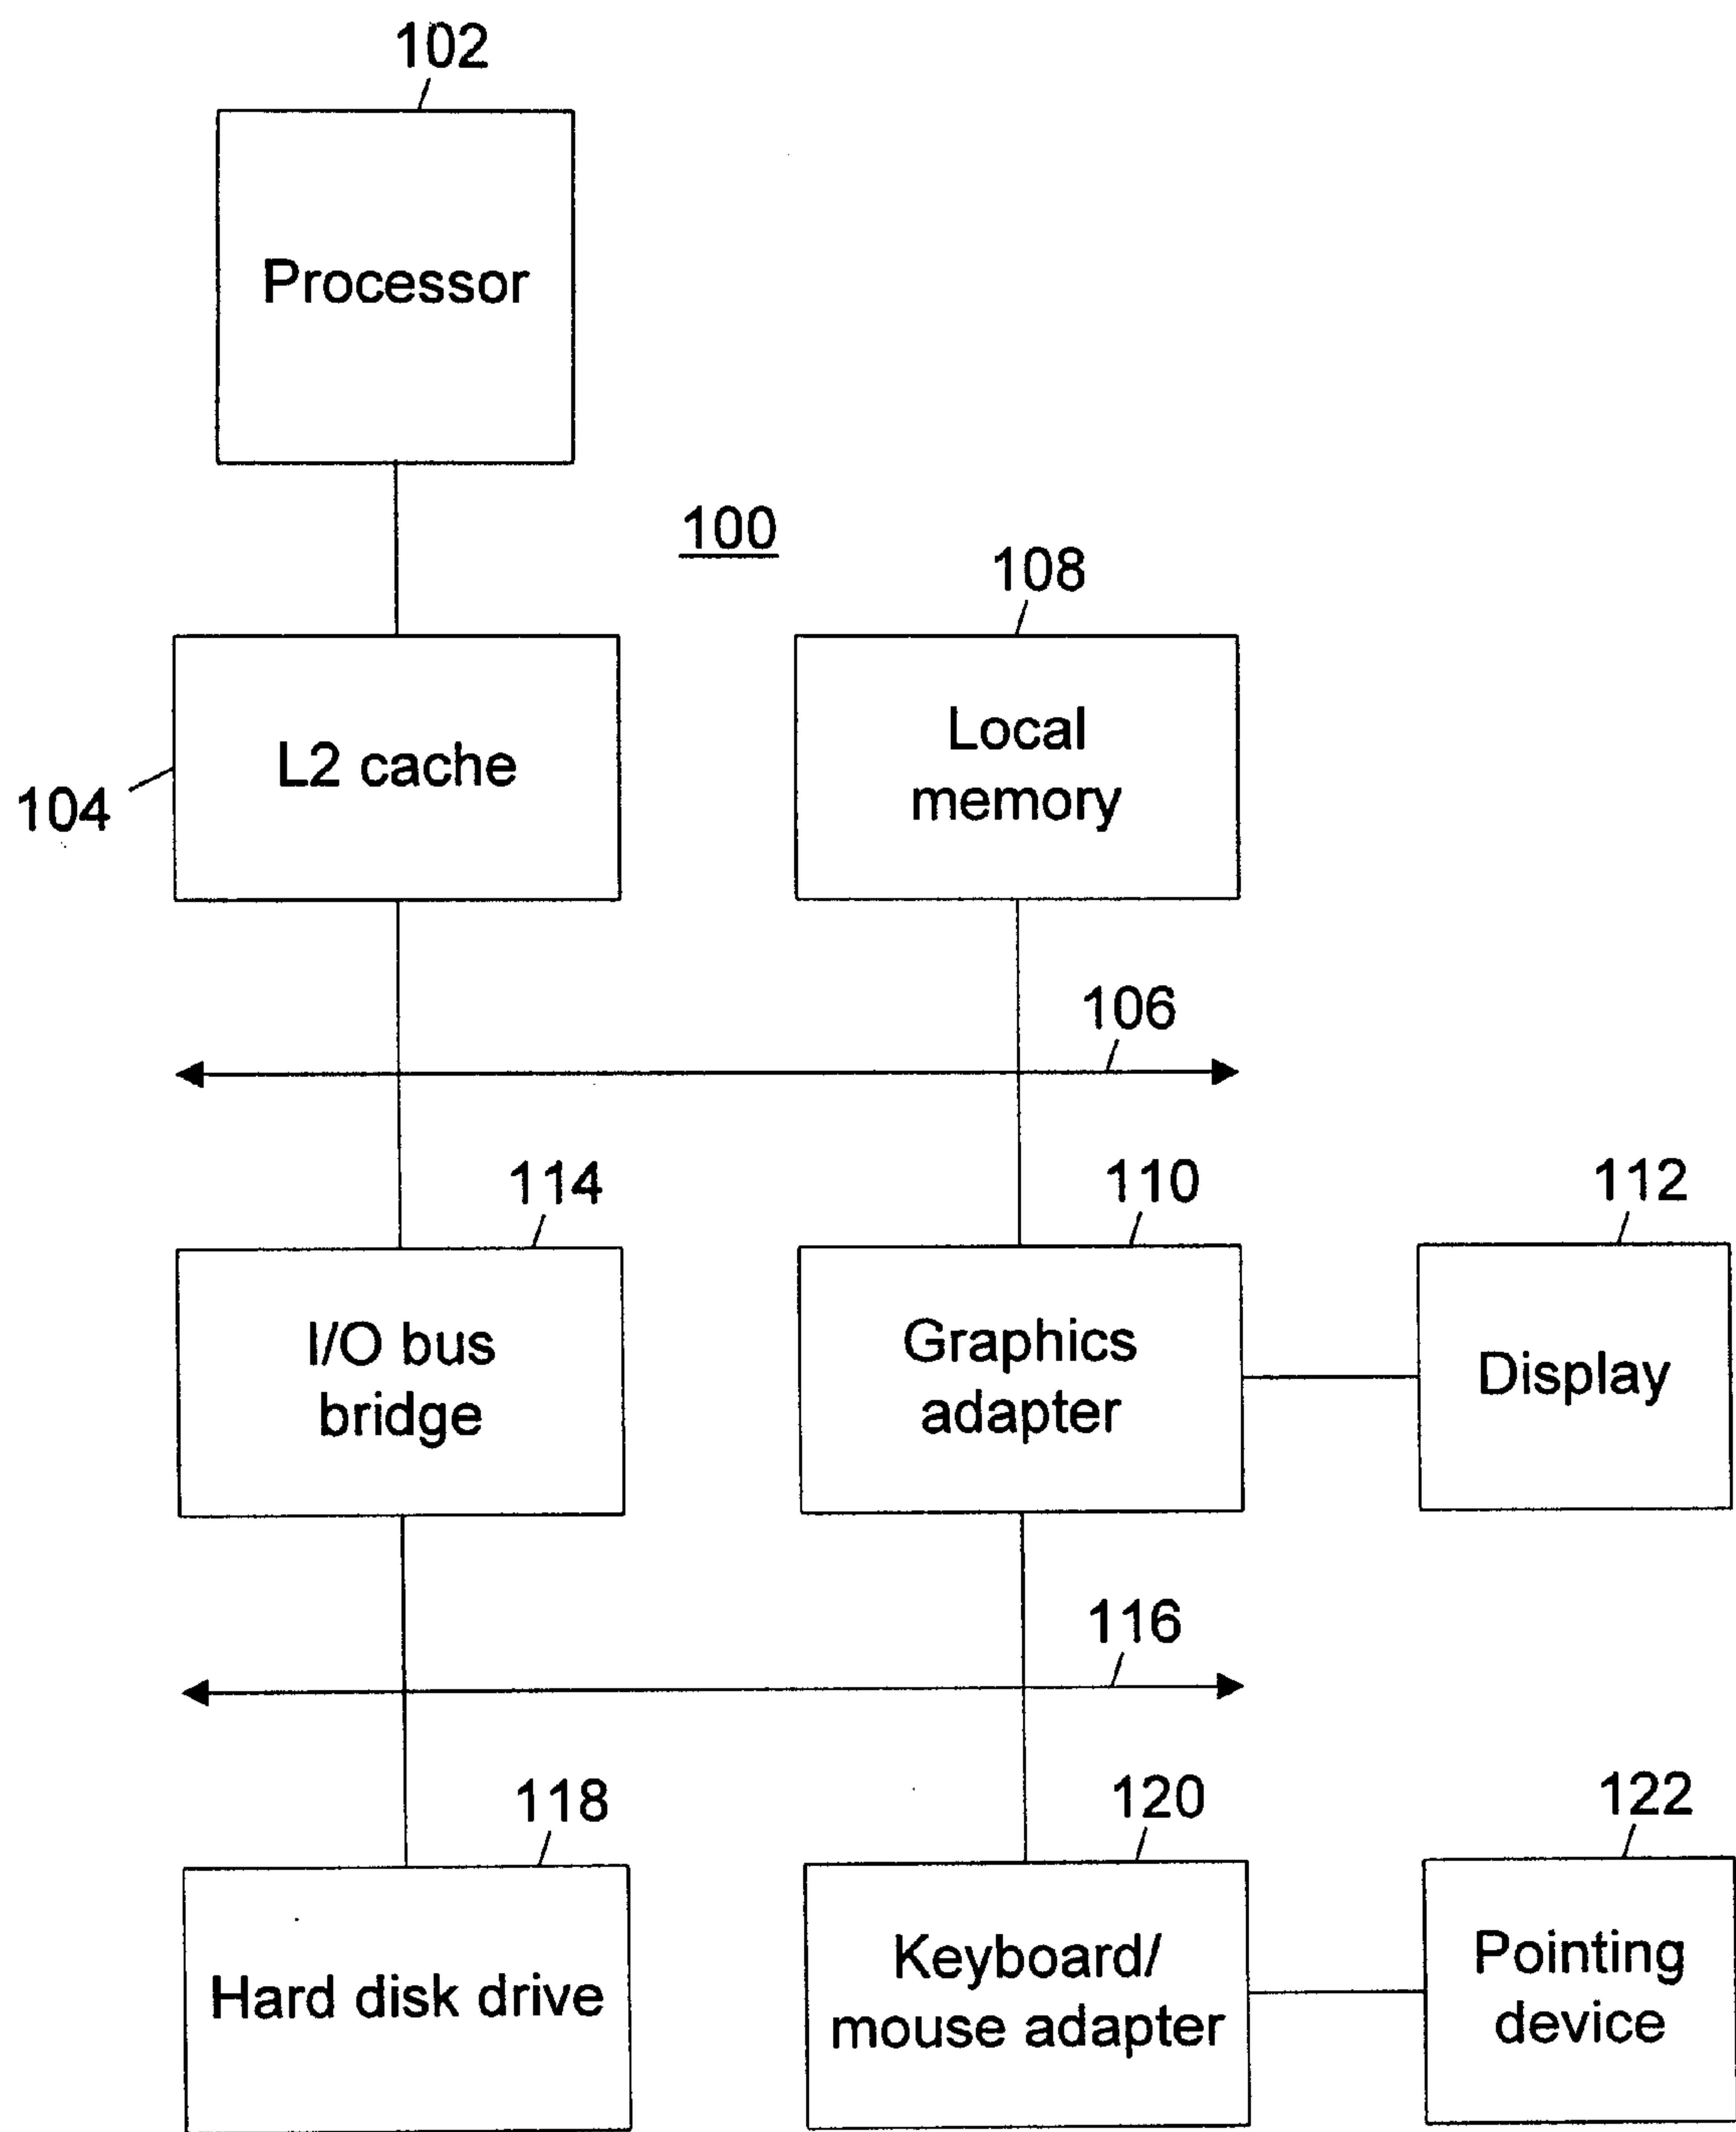 102
Processor
100
108
L2 cache
104
Local
memory
106
114
110
112
I/O bus
bridge
Graphics
adapter
Display
116
118
120
122
Hard disk drive
Keyboard/
mouse adapter
Pointing
device